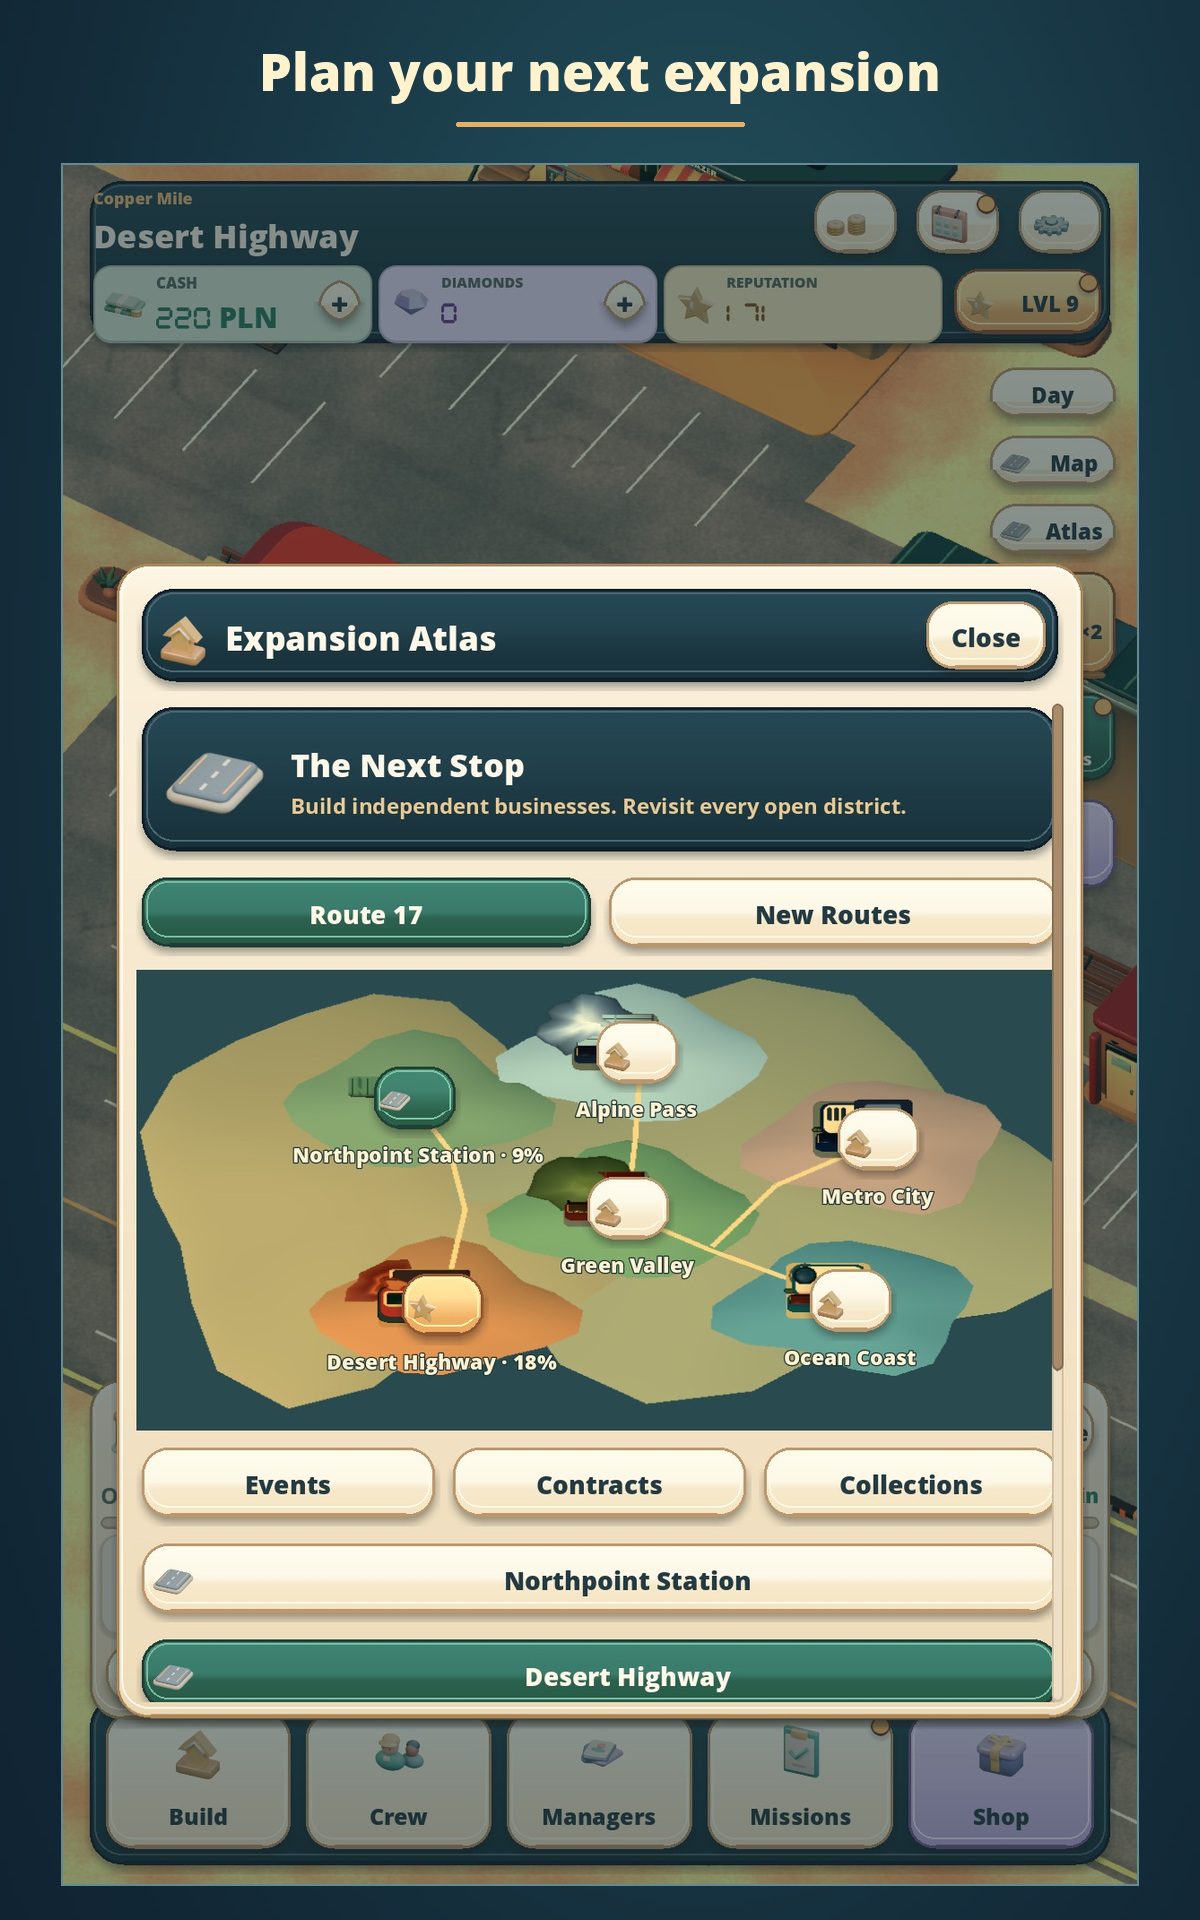 Plan your next expansion
Copper Mile
Desert Highway
CASH
220 PLN
DIAMONDS
0
REPUTATION
171
LVL 9
Day
Map
Atlas
Expansion Atlas
Close
×2
The Next Stop
Build independent businesses. Revisit every open district.
Route 17
New Routes
Alpine Pass
Northpoint Station · 9%
Metro City
Green Valley
Desert Highway · 18%
Ocean Coast
Events
Contracts
Collections
Northpoint Station
Desert Highway
Build
Crew
Managers
Missions
Shop